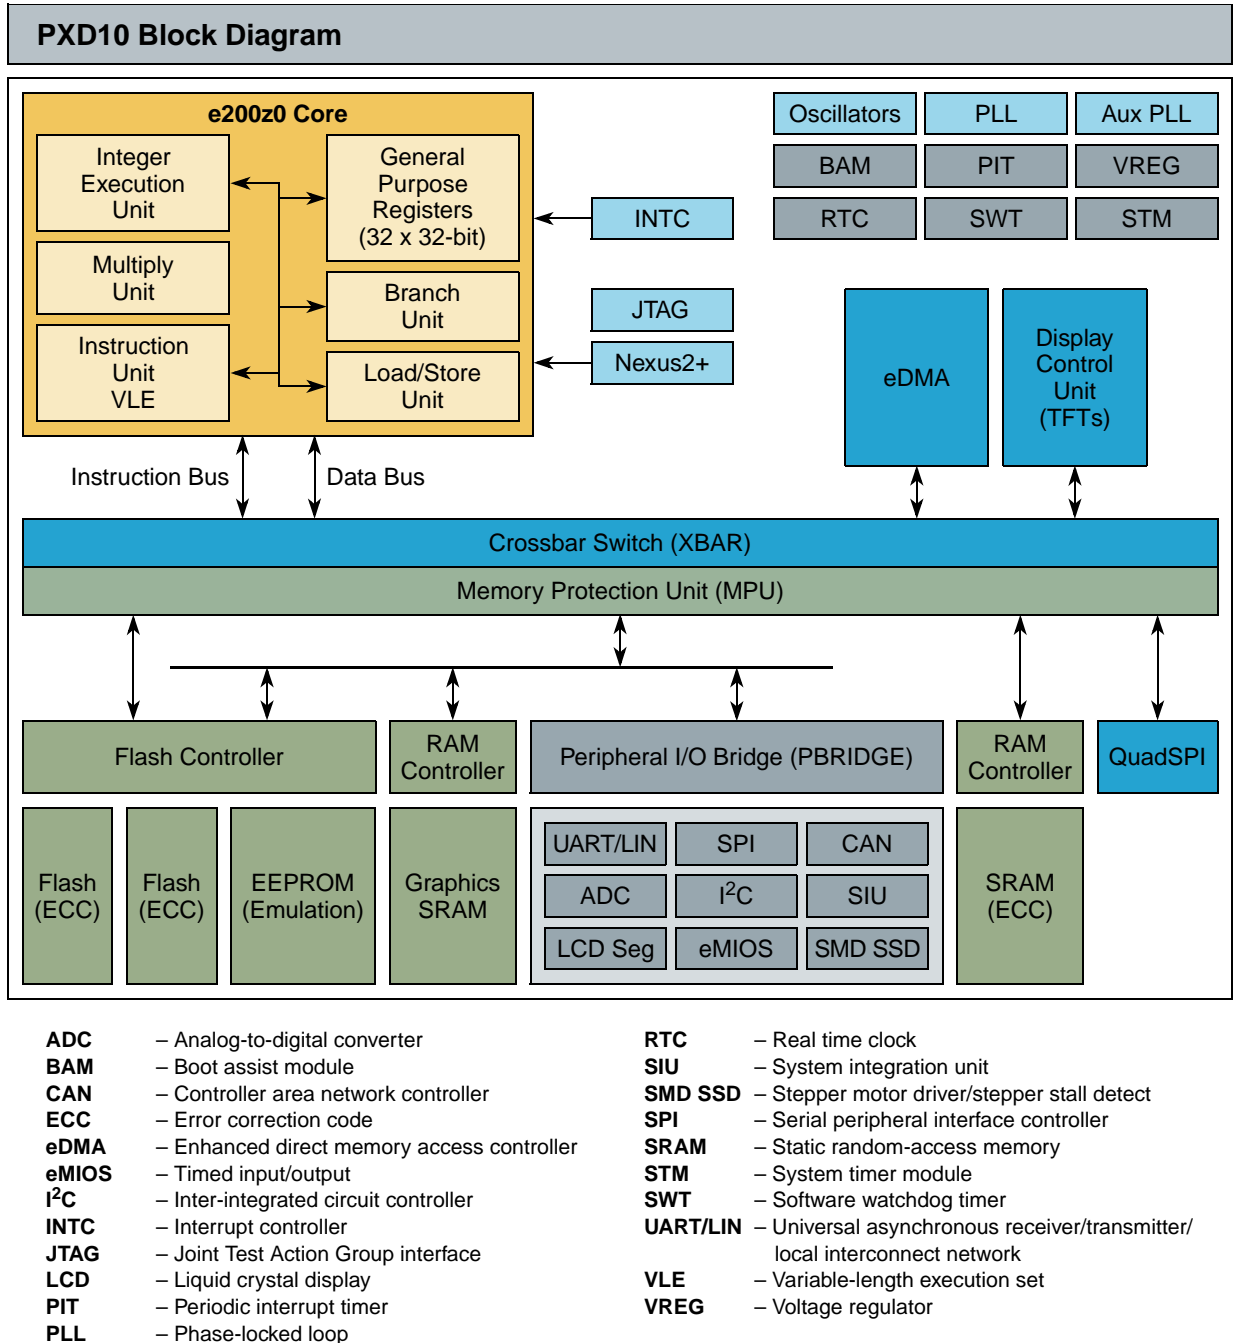 PXD10 Block Diagram
e200z0 Core
Integer
Execution
Unit
General
Purpose
Registers
(32 x 32-bit)
Multiply
Unit
Branch
Unit
Instruction
Unit
VLE
Load/Store
Unit
INTC
JTAG
Nexus2+
Oscillators
PLL
Aux PLL
BAM
PIT
VREG
RTC
SWT
STM
eDMA
Display
Control
Unit
(TFTs)
Instruction Bus
Data Bus
Crossbar Switch (XBAR)
Memory Protection Unit (MPU)
Flash Controller
RAM
Controller
Peripheral I/O Bridge (PBRIDGE)
RAM
Controller
QuadSPI
Flash
(ECC)
Flash
(ECC)
EEPROM
(Emulation)
Graphics
SRAM
UART/LIN
SPI
CAN
ADC
I²C
SIU
LCD Seg
eMIOS
SMD SSD
SRAM
(ECC)
ADC – Analog-to-digital converter
BAM – Boot assist module
CAN – Controller area network controller
ECC – Error correction code
eDMA – Enhanced direct memory access controller
eMIOS – Timed input/output
I²C – Inter-integrated circuit controller
INTC – Interrupt controller
JTAG – Joint Test Action Group interface
LCD – Liquid crystal display
PIT – Periodic interrupt timer
PLL – Phase-locked loop
RTC – Real time clock
SIU – System integration unit
SMD SSD – Stepper motor driver/stepper stall detect
SPI – Serial peripheral interface controller
SRAM – Static random-access memory
STM – System timer module
SWT – Software watchdog timer
UART/LIN – Universal asynchronous receiver/transmitter/
local interconnect network
VLE – Variable-length execution set
VREG – Voltage regulator